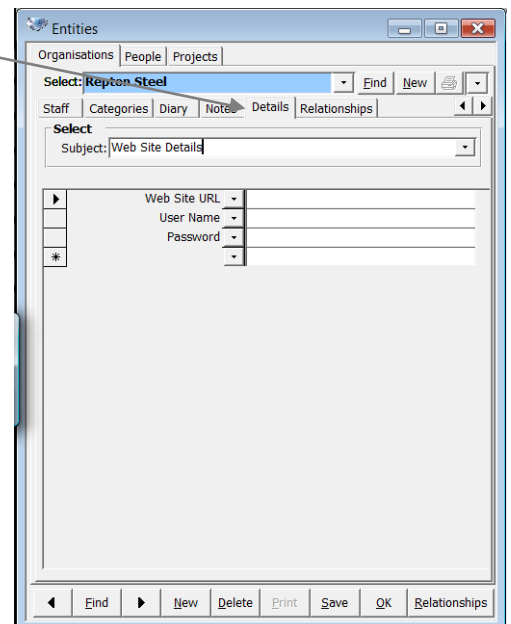 Entities
Organisations People Projects
Select: Repton Steel Find New
Staff Categories Diary Notes Details Relationships
Select
Subject: Web Site Details
Web Site URL
User Name
Password
Find New Delete Print Save OK Relationships